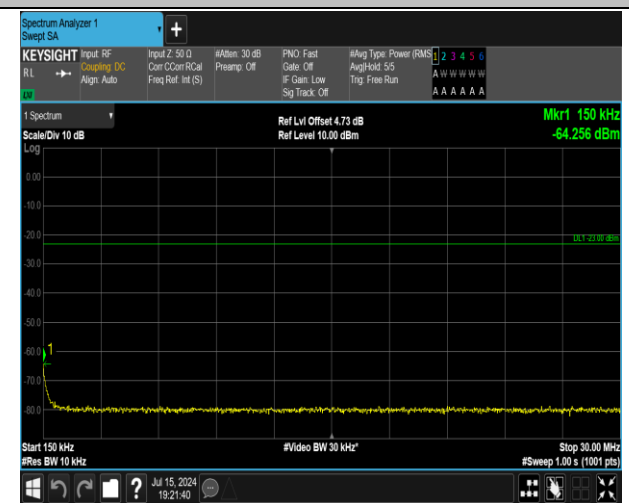 Spectrum Analyzer 1
Swept SA
KEYSIGHT
RL
Input: RF
Coupling: DC
Align: Auto
Input Z: 50 Ω
Corr CCorr RCal
Freq Ref: Int (S)
#Atten: 30 dB
Preamp: Off
PNO: Fast
Gate: Off
IF Gain: Low
Sig Track: Off
#Avg Type: Power (RMS
Avg|Hold: 5/5
Trig: Free Run
1 2 3 4 5 6
A W W W W W
A A A A A A
1 Spectrum
Scale/Div 10 dB
Ref Lvl Offset 4.73 dB
Ref Level 10.00 dBm
Mkr1 150 kHz
-64.256 dBm
Log
0.00
-10.0
-20.0
DL1 -23.00 dBm
-30.0
-40.0
-50.0
-60.0
1
-70.0
-80.0
Start 150 kHz
#Res BW 10 kHz
#Video BW 30 kHz*
Stop 30.00 MHz
#Sweep 1.00 s (1001 pts)
?
Jul 15, 2024
19:21:40